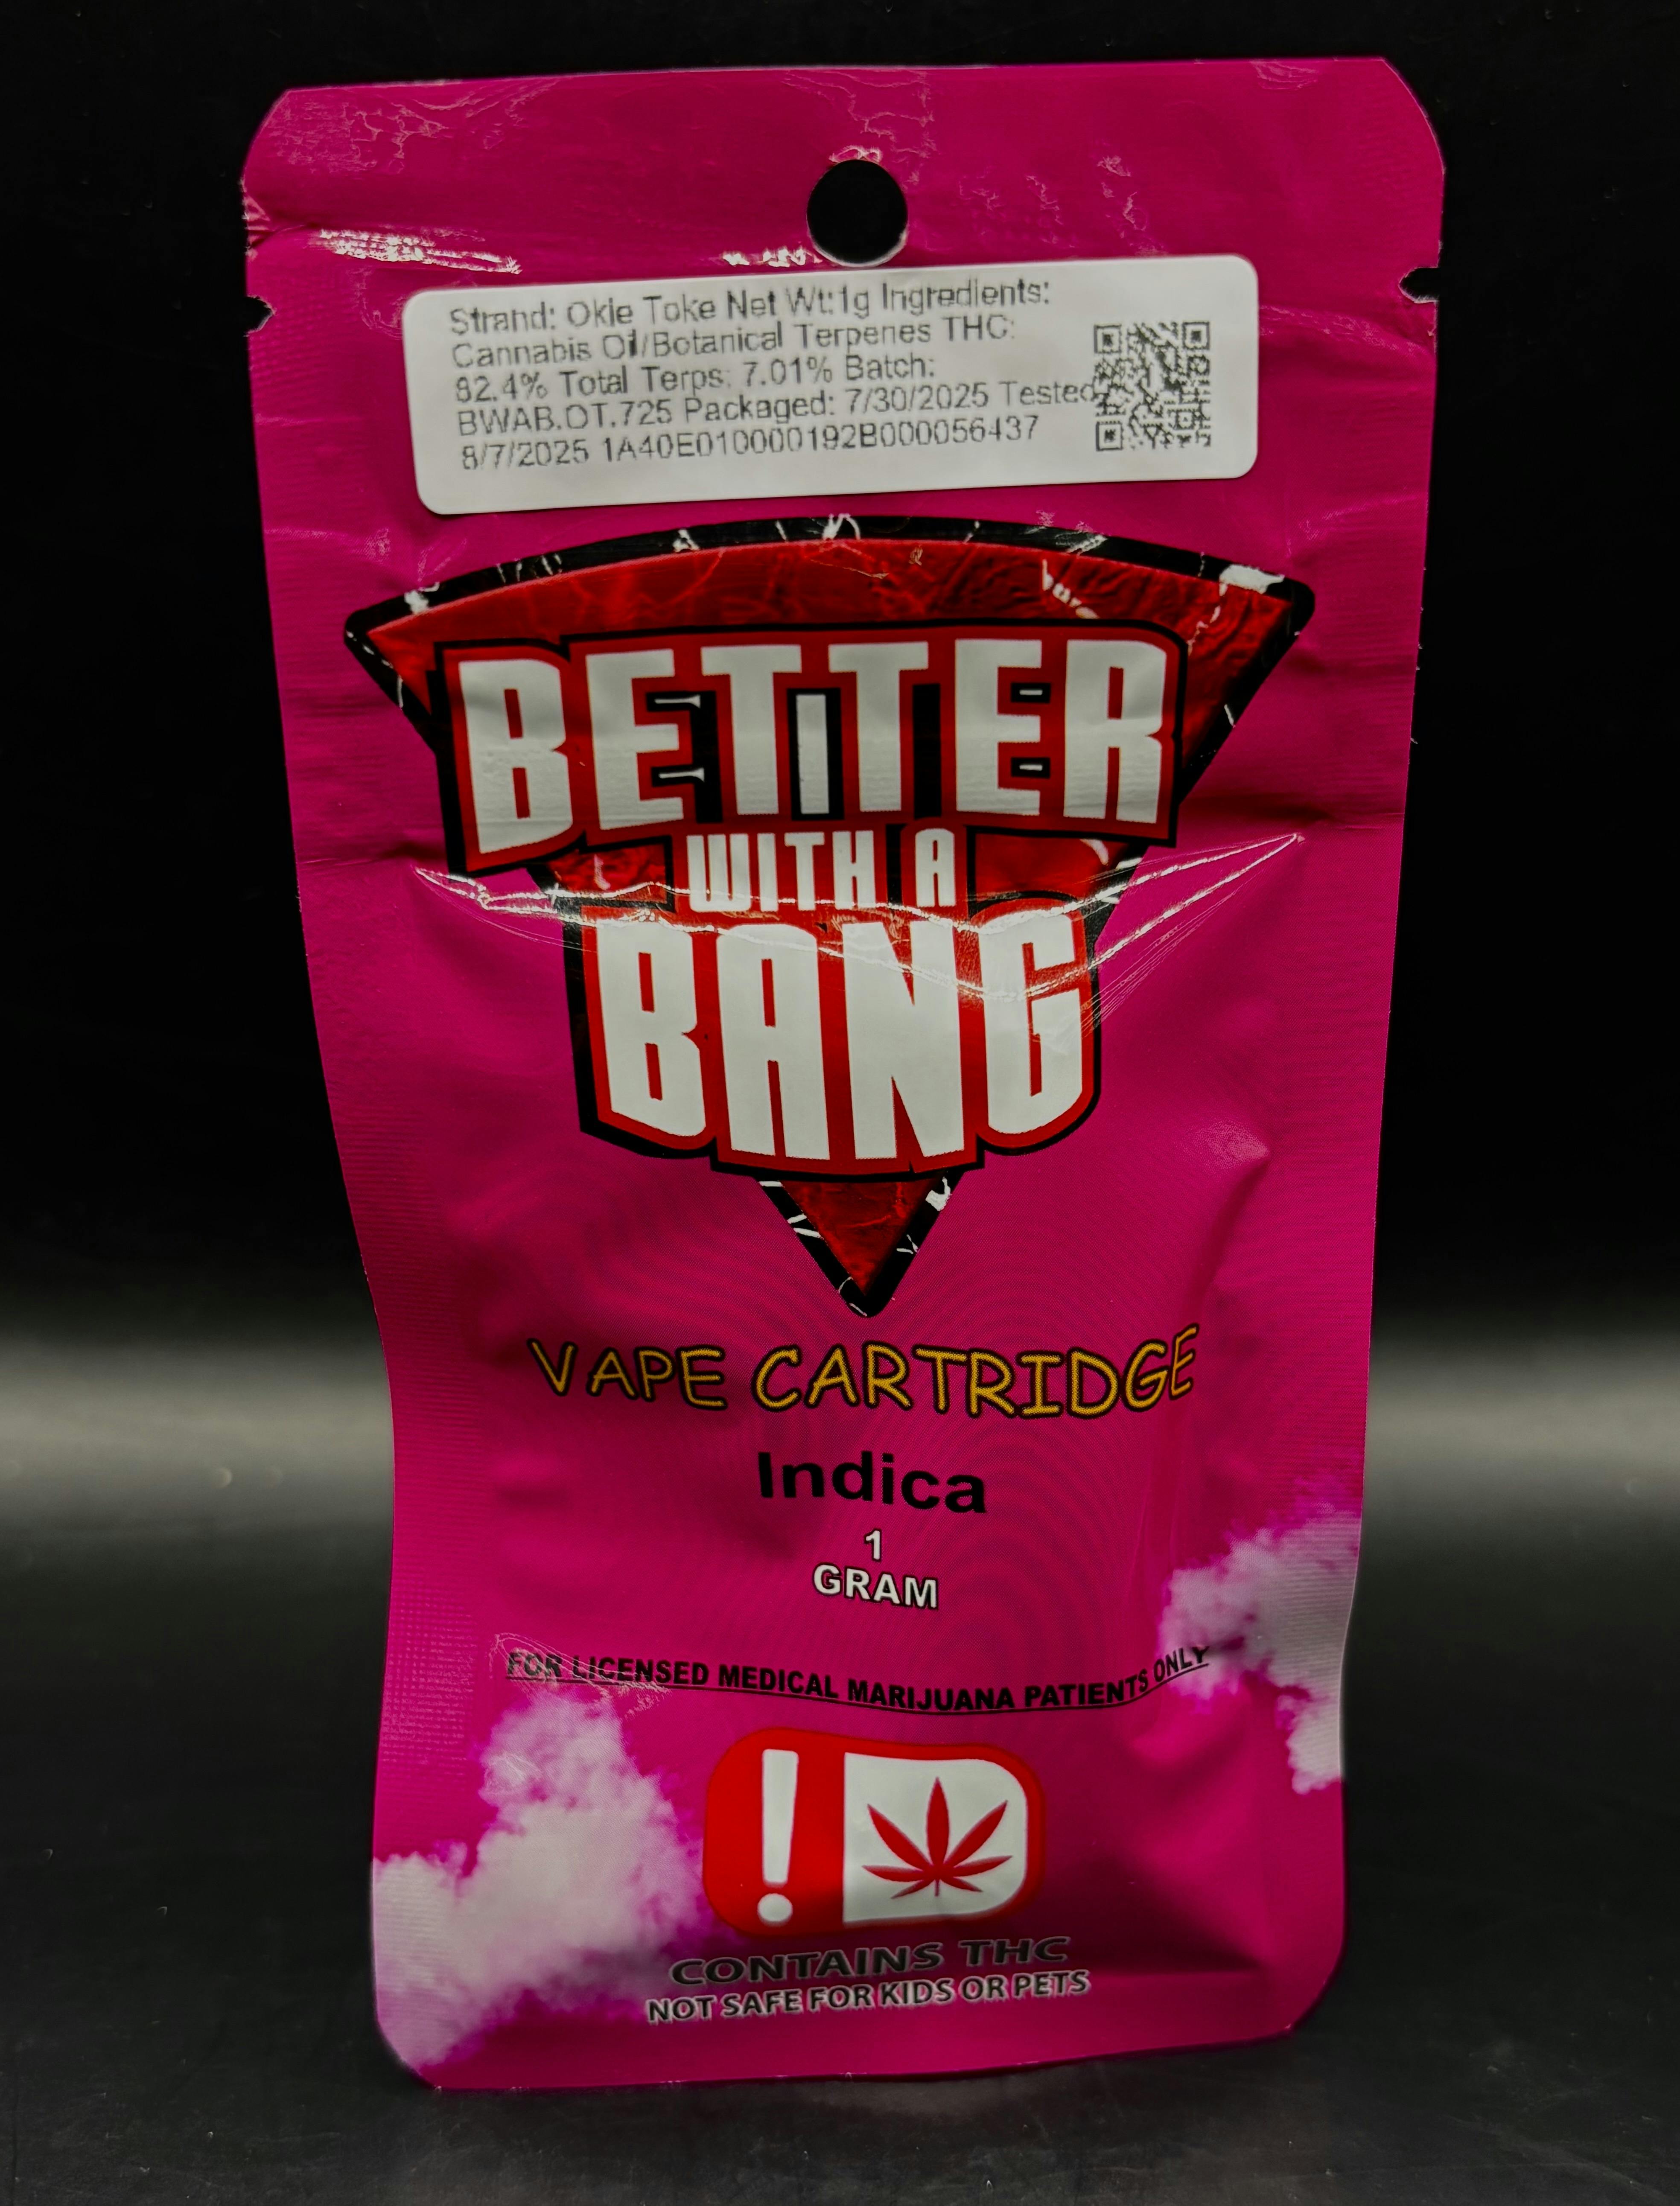 Strand: Okie Toke Net Wt:1g Ingredients:
Cannabis Oil/Botanical Terpenes THC:
82.4% Total Terps: 7.01% Batch:
BWAB.OT.725 Packaged: 7/30/2025 Tested
8/7/2025 1A40E010000192B000056437
BETTER
WITH A
BANG
VAPE CARTRIDGE
Indica
1
GRAM
FOR LICENSED MEDICAL MARIJUANA PATIENTS ONLY
!
CONTAINS THC
NOT SAFE FOR KIDS OR PETS